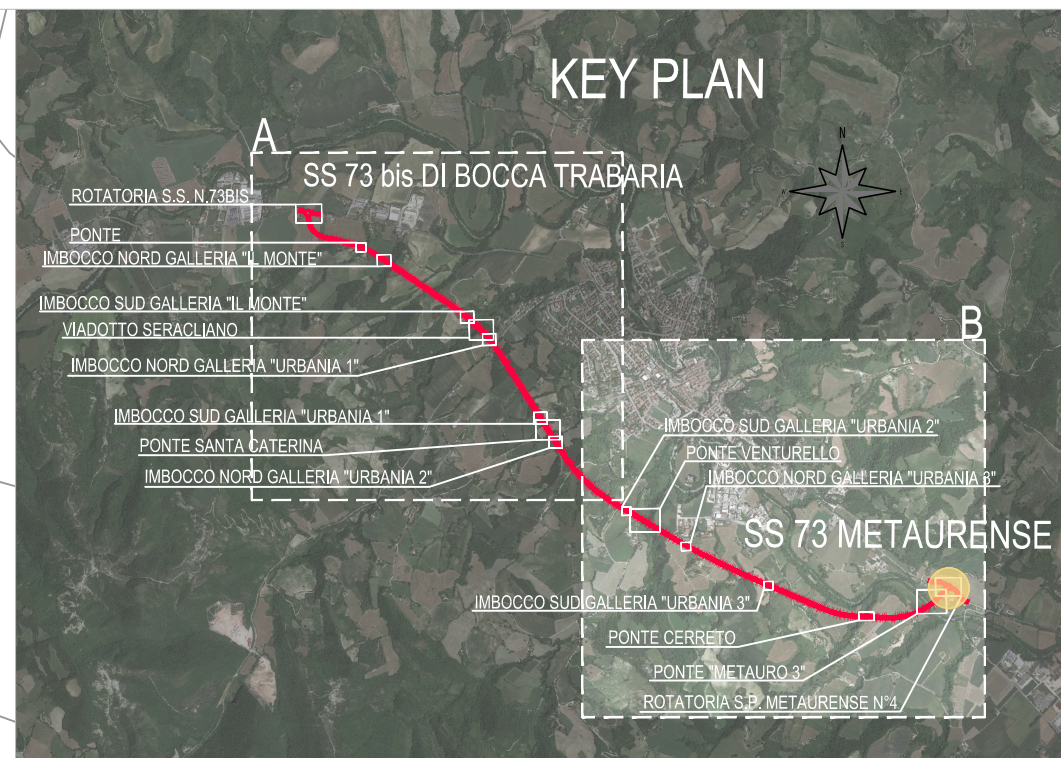 KEY PLAN
A
SS 73 bis DI BOCCA TRABARIA
N
W
E
S
ROTATORIA S.S. N.73BIS
PONTE
IMBOCCO NORD GALLERIA "IL MONTE"
IMBOCCO SUD GALLERIA "IL MONTE"
VIADOTTO SERACLIANO
IMBOCCO NORD GALLERIA "URBANIA 1"
IMBOCCO SUD GALLERIA "URBANIA 1"
PONTE SANTA CATERINA
IMBOCCO NORD GALLERIA "URBANIA 2"
B
IMBOCCO SUD GALLERIA "URBANIA 2"
PONTE VENTURELLO
IMBOCCO NORD GALLERIA "URBANIA 3"
SS 73 METAURENSE
IMBOCCO SUD GALLERIA "URBANIA 3"
PONTE CERRETO
PONTE "METAURO 3"
ROTATORIA S.P. METAURENSE N°4